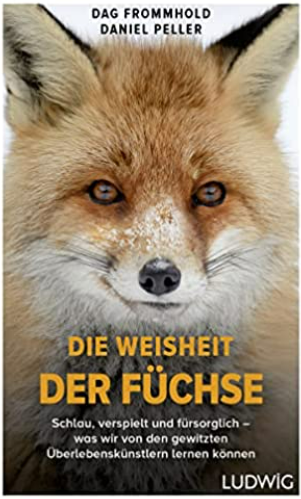 DAG FROMMHOLD
DANIEL PELLER
DIE WEISHEIT
DER FÜCHSE
Schlau, verspielt und fürsorglich –
was wir von den gewitzten
Überlebenskünstlern lernen können
LUDWiG